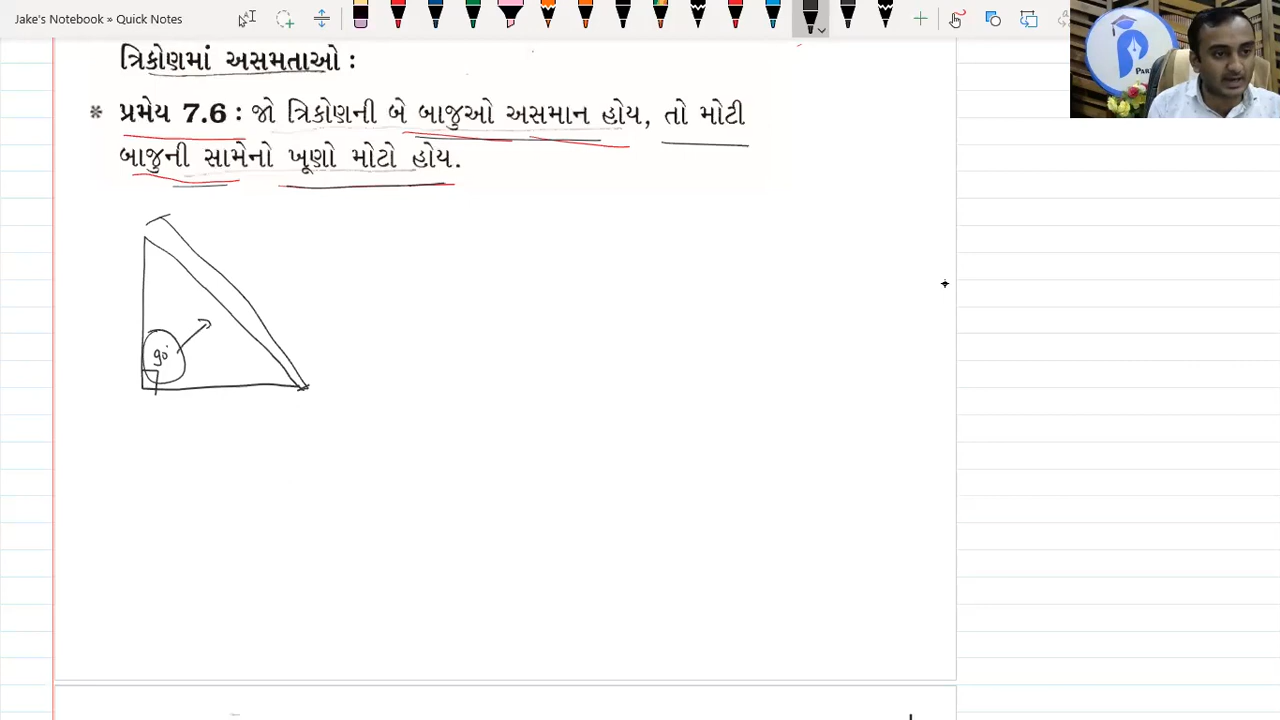 Jake's Notebook » Quick Notes
ત્રિકોણમાં અસમતાઓ :
* પ્રમેય 7.6 : જો ત્રિકોણની બે બાજુઓ અસમાન હોય, તો મોટી
બાજુની સામેનો ખૂણો મોટો હોય.
90°